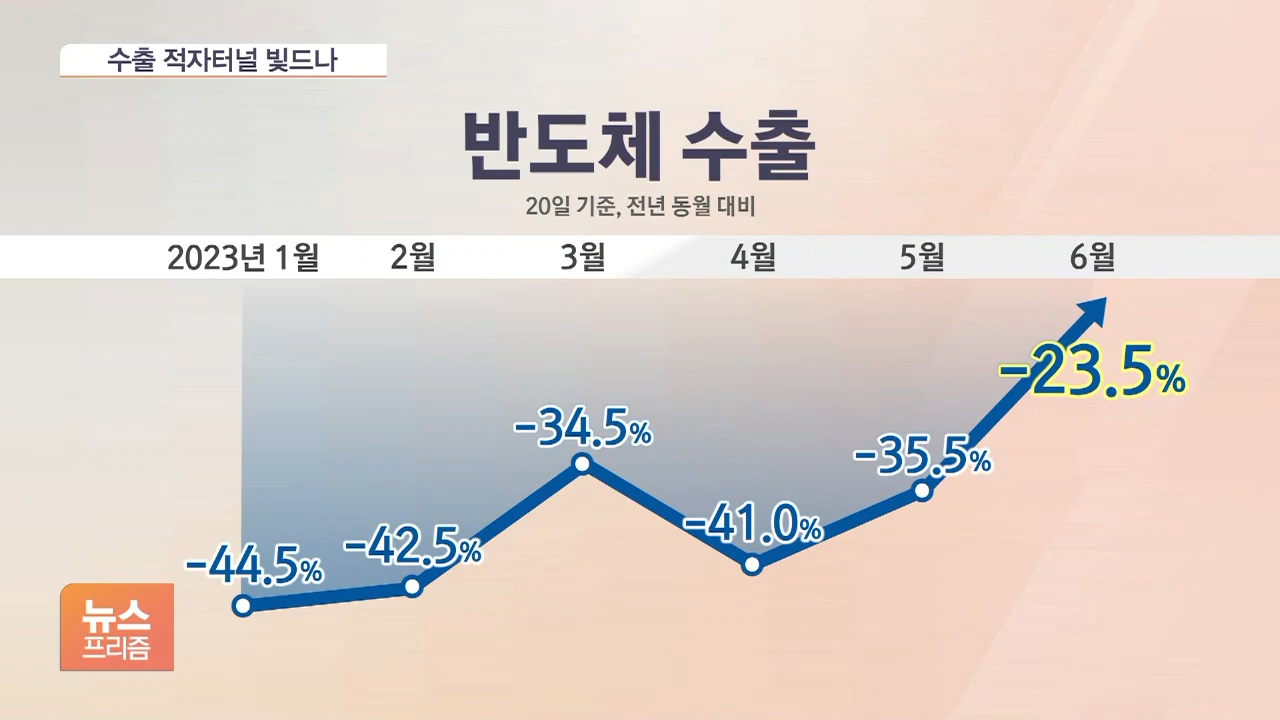 수출 적자터널 빛드나
반도체 수출
20일 기준, 전년 동월 대비
2023년 1월 2월 3월 4월 5월 6월
-44.5%
-42.5%
-34.5%
-41.0%
-35.5%
-23.5%
뉴스
프리즘